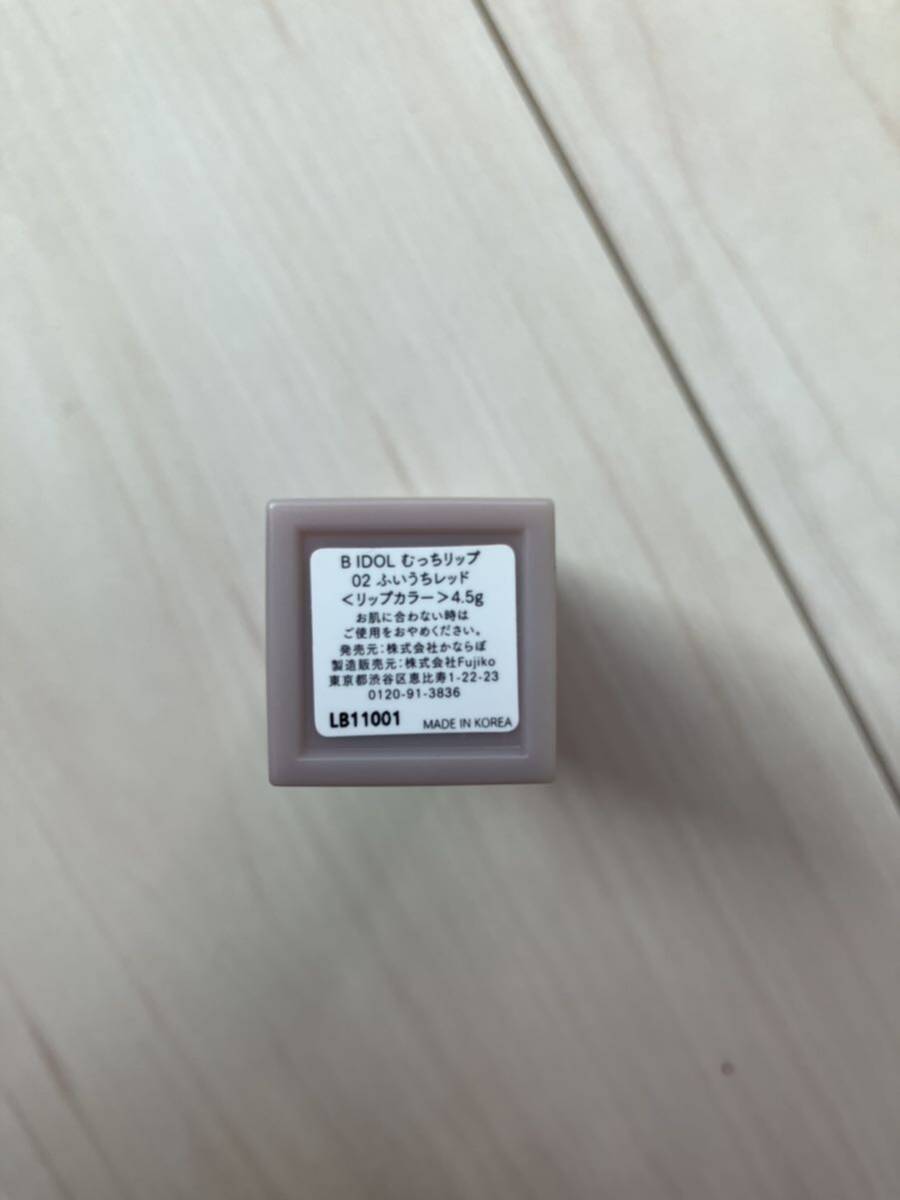 B IDOL むっちリップ
02 ふいうちレッド
<リップカラー>4.5g
お肌に合わない時は
ご使用をおやめください。
発売元:株式会社かならぼ
製造販売元:株式会社Fujiko
東京都渋谷区恵比寿1-22-23
0120-91-3836
LB11001 MADE IN KOREA